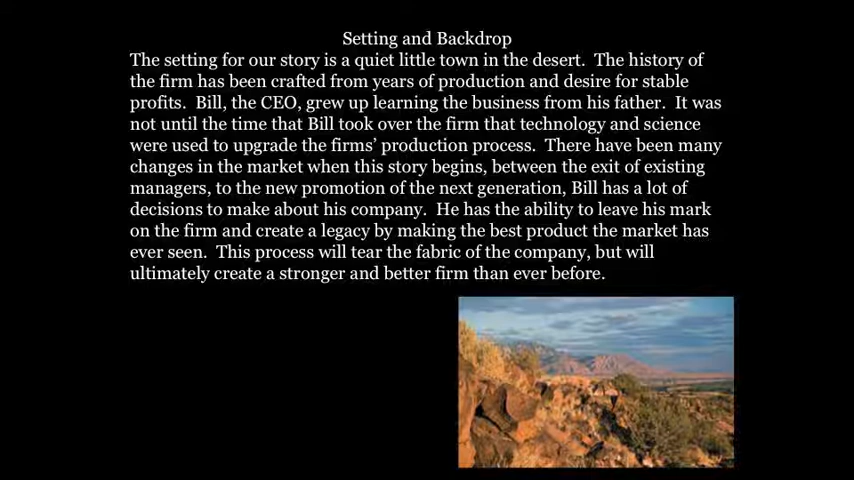 Setting and Backdrop
The setting for our story is a quiet little town in the desert.  The history of
the firm has been crafted from years of production and desire for stable
profits.  Bill, the CEO, grew up learning the business from his father.  It was
not until the time that Bill took over the firm that technology and science
were used to upgrade the firms’ production process.  There have been many
changes in the market when this story begins, between the exit of existing
managers, to the new promotion of the next generation, Bill has a lot of
decisions to make about his company.  He has the ability to leave his mark
on the firm and create a legacy by making the best product the market has
ever seen.  This process will tear the fabric of the company, but will
ultimately create a stronger and better firm than ever before.